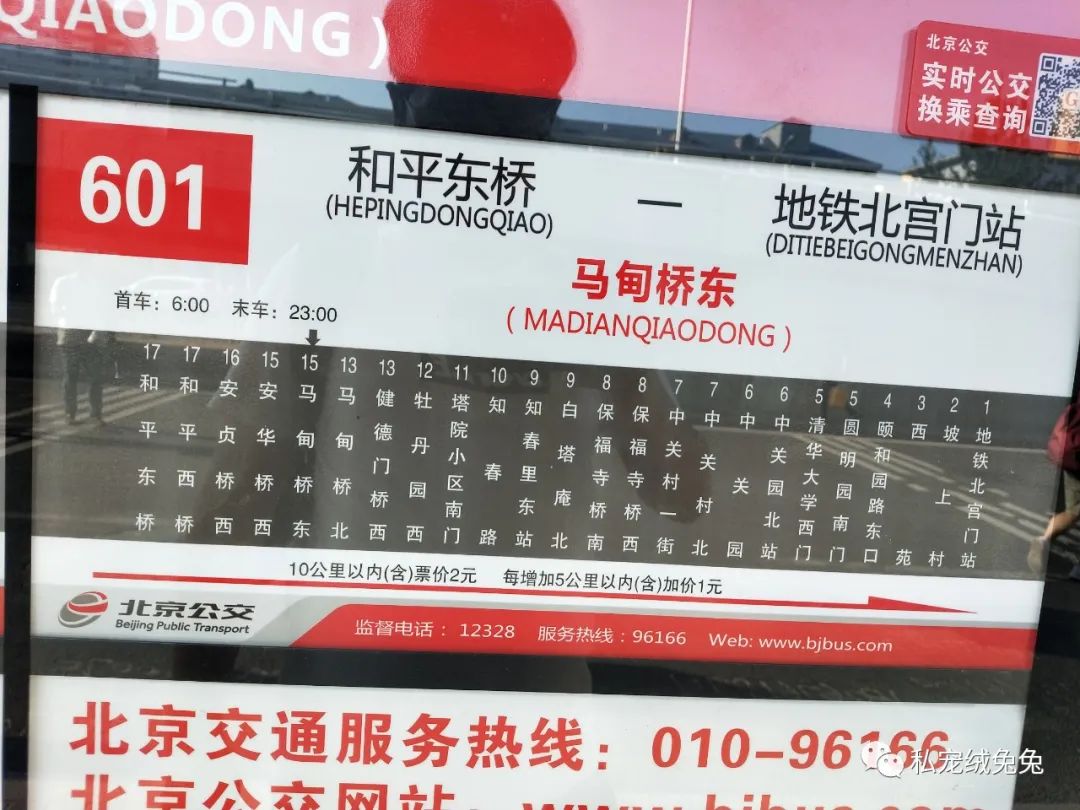 QIAODONG )
北京公交
实时公交
换乘查询
601
和平东桥 — 地铁北宫门站
(HEPINGDONGQIAO) (DITIEBEIGONGMENZHAN)
马甸桥东
( MADIANQIAODONG )
首车：6:00 末车：23:00
17 和平东桥
17 和平西桥
16 安贞桥西
15 安华桥西
15 马甸桥东
13 马甸桥北
13 健德门桥西
12 牡丹园西
11 塔院小区南门
10 知春路
9 知春里东站
9 白塔庵北
8 保福寺桥南
8 保福寺桥西
7 中关村一街
7 中关村北
6 中关园
6 中关园北站
5 清华大学西门
5 圆明园南门
4 颐和园路东口
3 西苑
2 坡上村
1 地铁北宫门站
10公里以内(含)票价2元 每增加5公里以内(含)加价1元
北京公交
Beijing Public Transport
监督电话： 12328 服务热线：96166 Web: www.bjbus.com
北京交通服务热线：010-96166
北京公交网站：www.bjbus.com
私宠绒兔兔